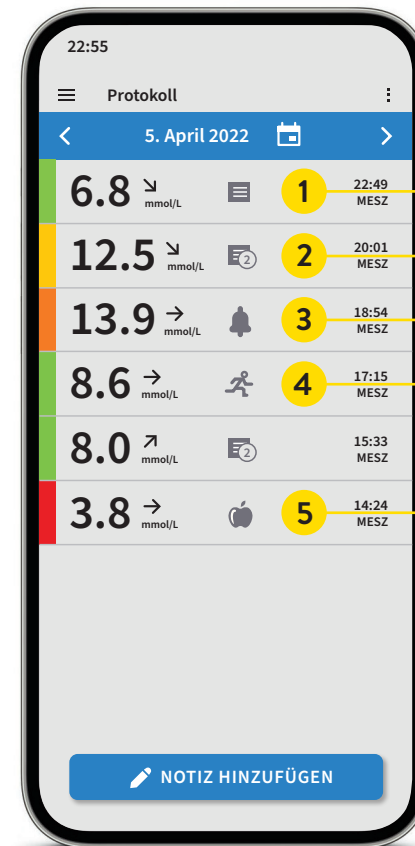 22:55
Protokoll
5. April 2022
6.8 mmol/L 1 22:49 MESZ
12.5 mmol/L 2 2 20:01 MESZ
13.9 mmol/L 3 18:54 MESZ
8.6 mmol/L 4 17:15 MESZ
8.0 mmol/L 2 15:33 MESZ
3.8 mmol/L 5 14:24 MESZ
NOTIZ HINZUFÜGEN